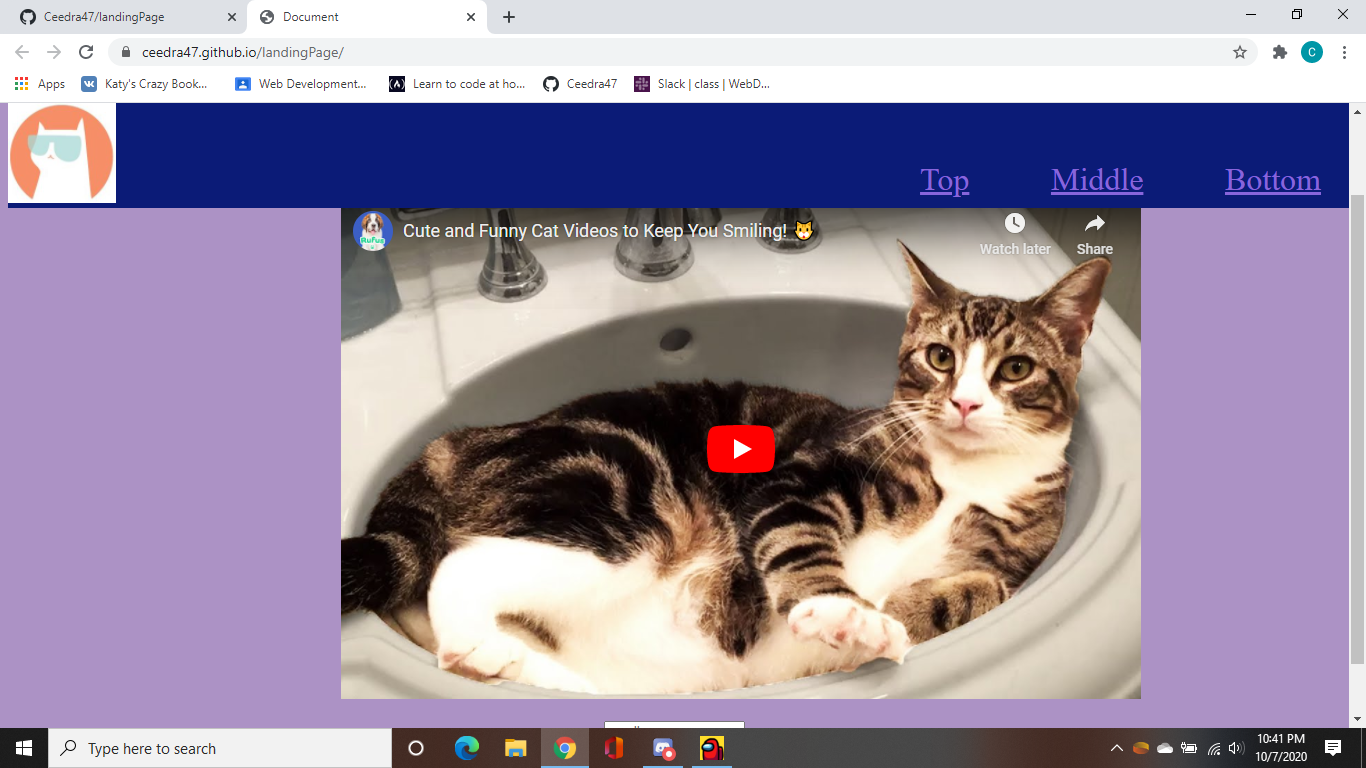 Ceedra47/landingPage
Document
ceedra47.github.io/landingPage/
C
Apps
Katy's Crazy Book...
Web Development...
Learn to code at ho...
Ceedra47
Slack | class | WebD...
Top
Middle
Bottom
Rufus
Cute and Funny Cat Videos to Keep You Smiling! 🐱
Watch later
Share
Type here to search
10:41 PM
10/7/2020